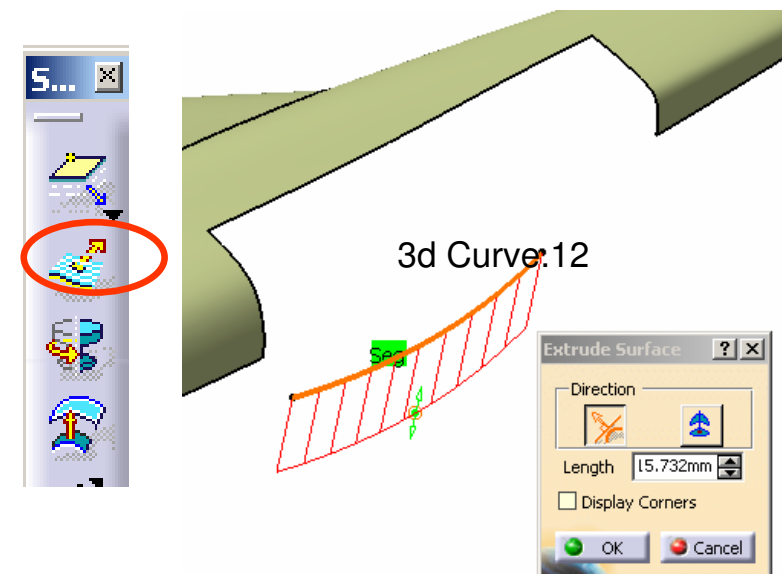 S...
3d Curve.12
Seg
Extrude Surface
Direction
Length 15.732mm
Display Corners
OK Cancel